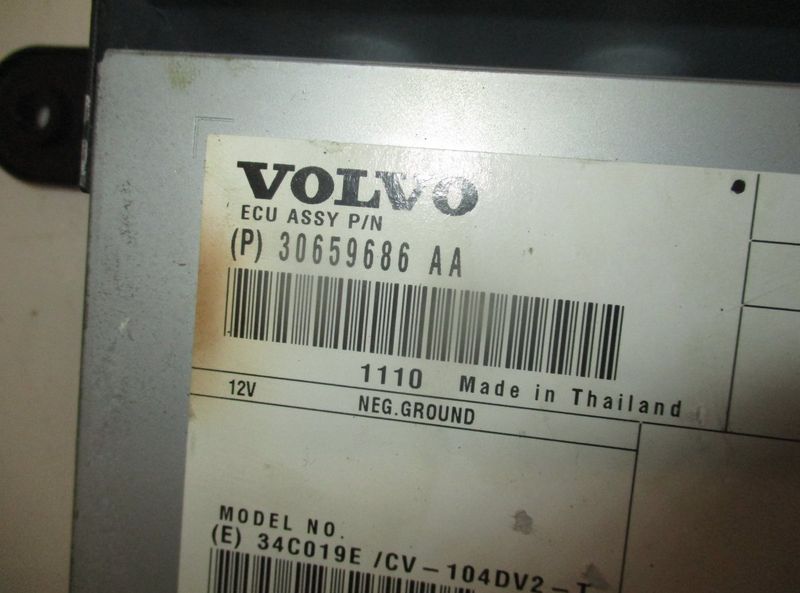 VOLVO
ECU ASSY P/N
(P) 30659686 AA
1110 Made in Thailand
12V NEG.GROUND
MODEL NO.
(E) 34C019E /CV-104DV2-T